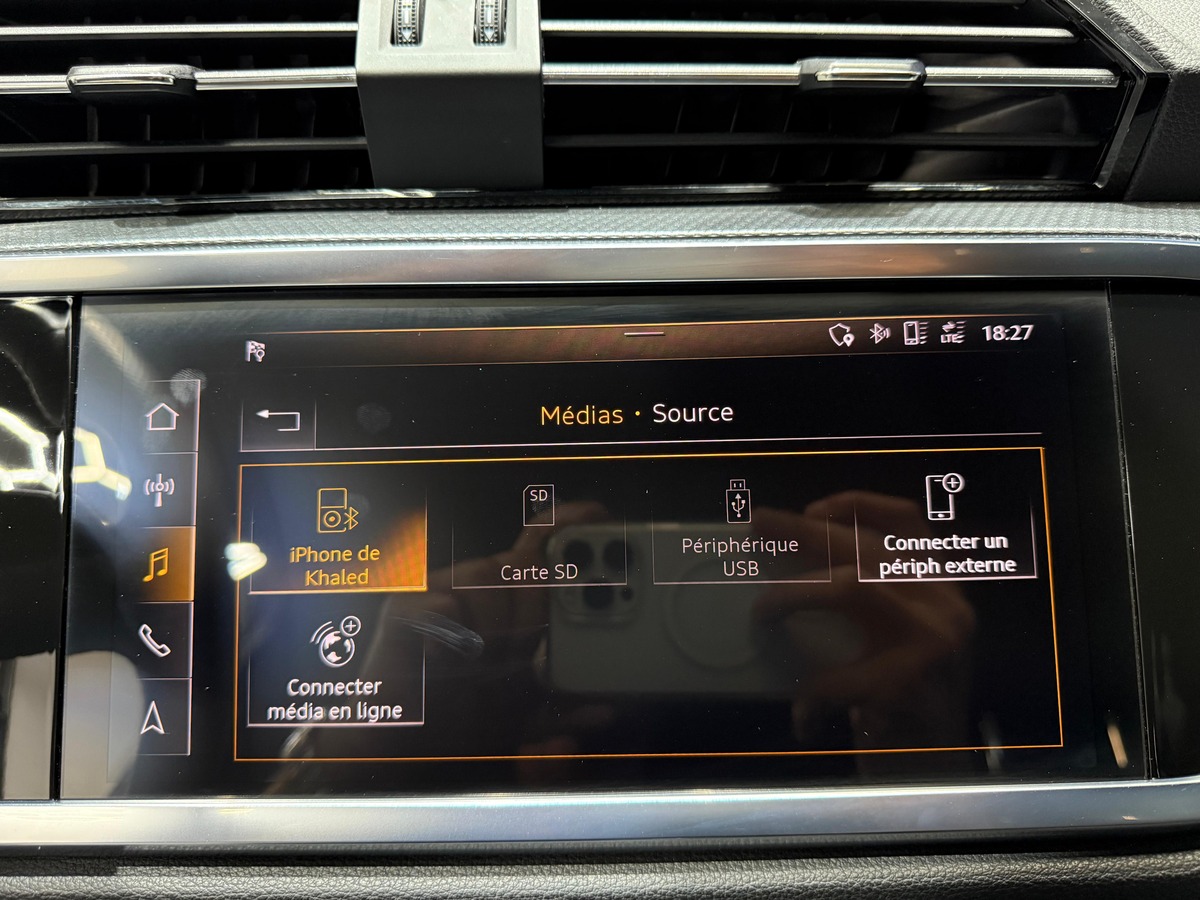 LTE
18:27
Médias · Source
iPhone de
Khaled
SD
Carte SD
Périphérique
USB
Connecter un
périph externe
Connecter
média en ligne